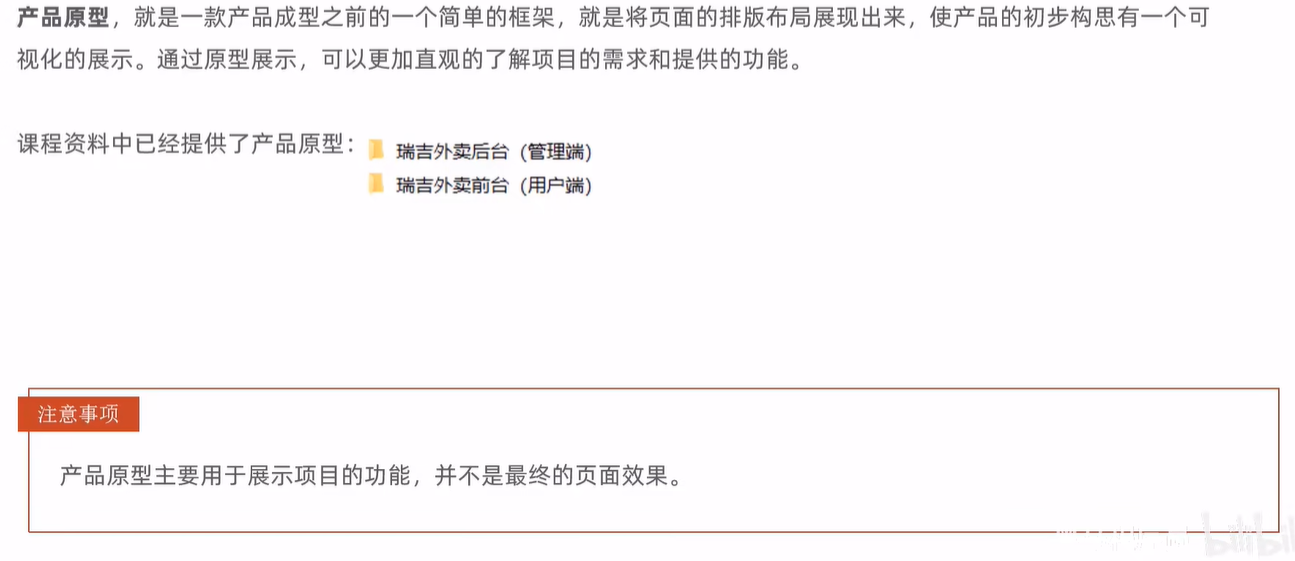 产品原型，就是一款产品成型之前的一个简单的框架，就是将页面的排版布局展现出来，使产品的初步构思有一个可
视化的展示。通过原型展示，可以更加直观的了解项目的需求和提供的功能。
课程资料中已经提供了产品原型：
瑞吉外卖后台（管理端）
瑞吉外卖前台（用户端）
注意事项
产品原型主要用于展示项目的功能，并不是最终的页面效果。
bilibili